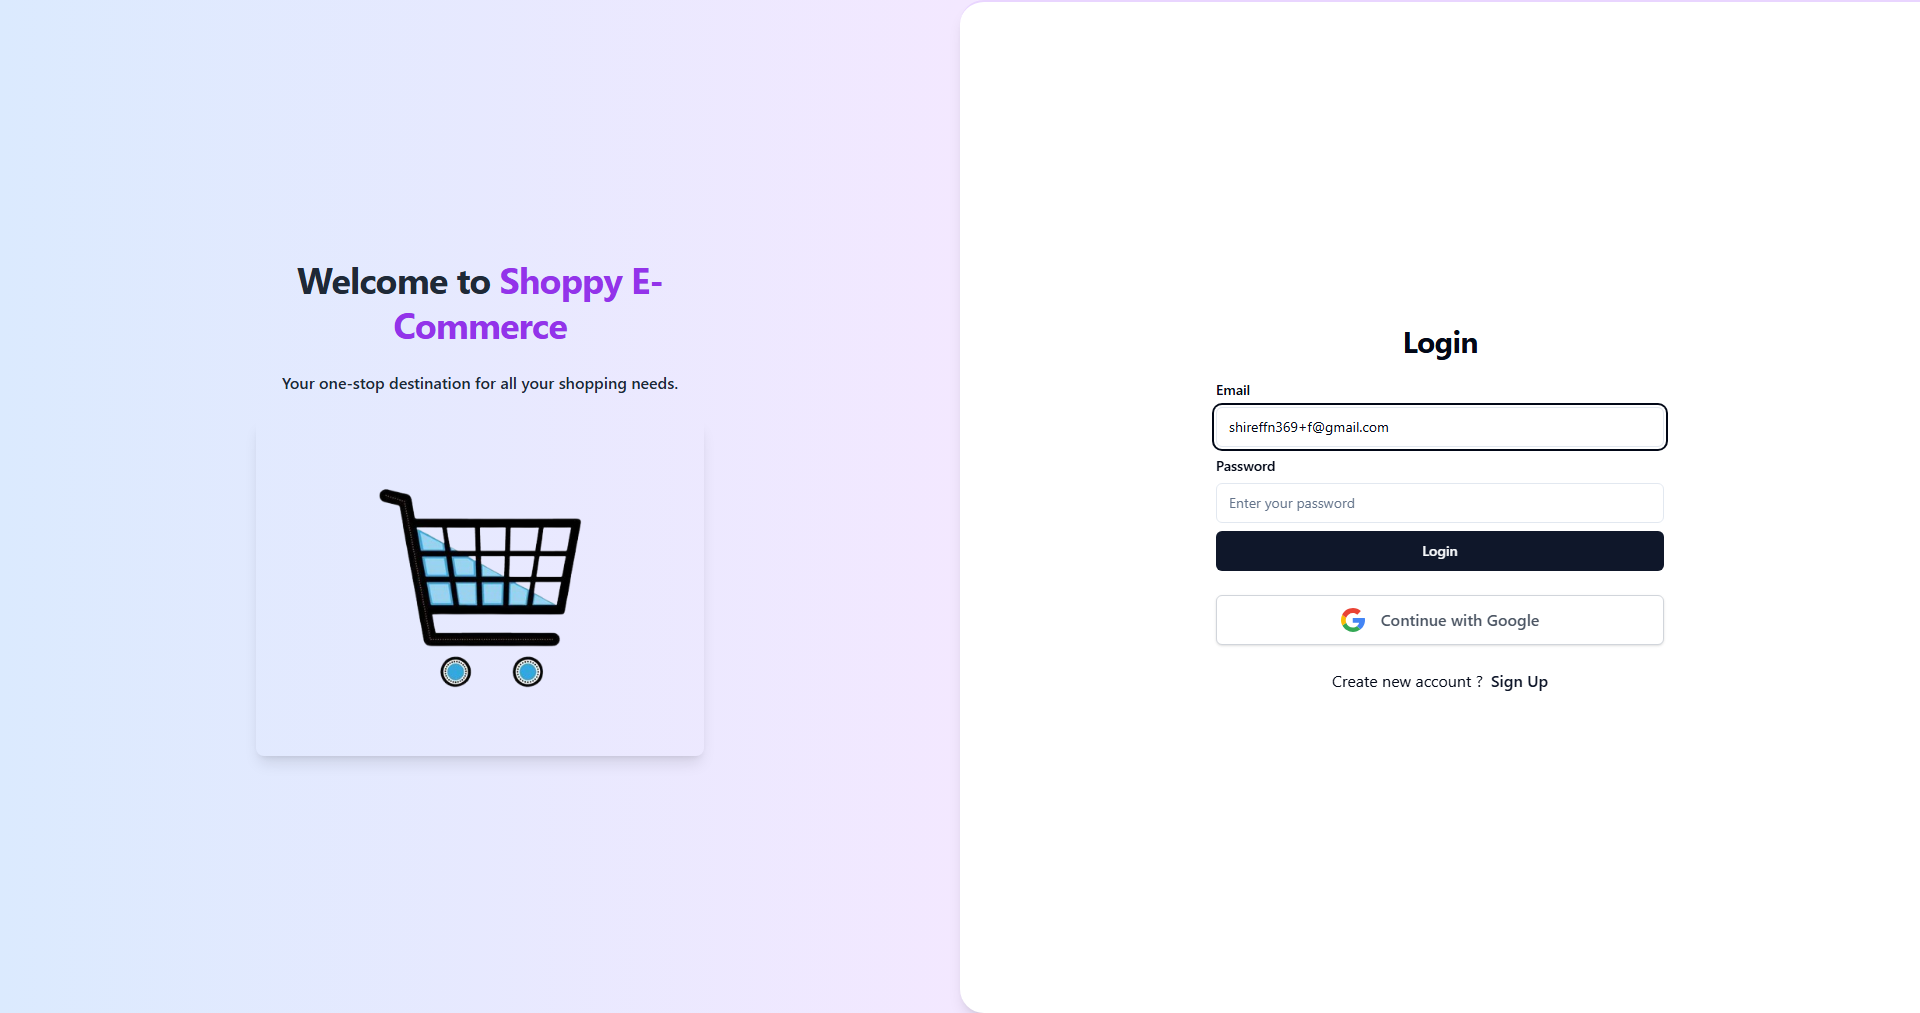 Welcome to Shoppy E-
Commerce
Your one-stop destination for all your shopping needs.
Login
Email
shireffn369+f@gmail.com
Password
Enter your password
Login
Continue with Google
Create new account ? Sign Up